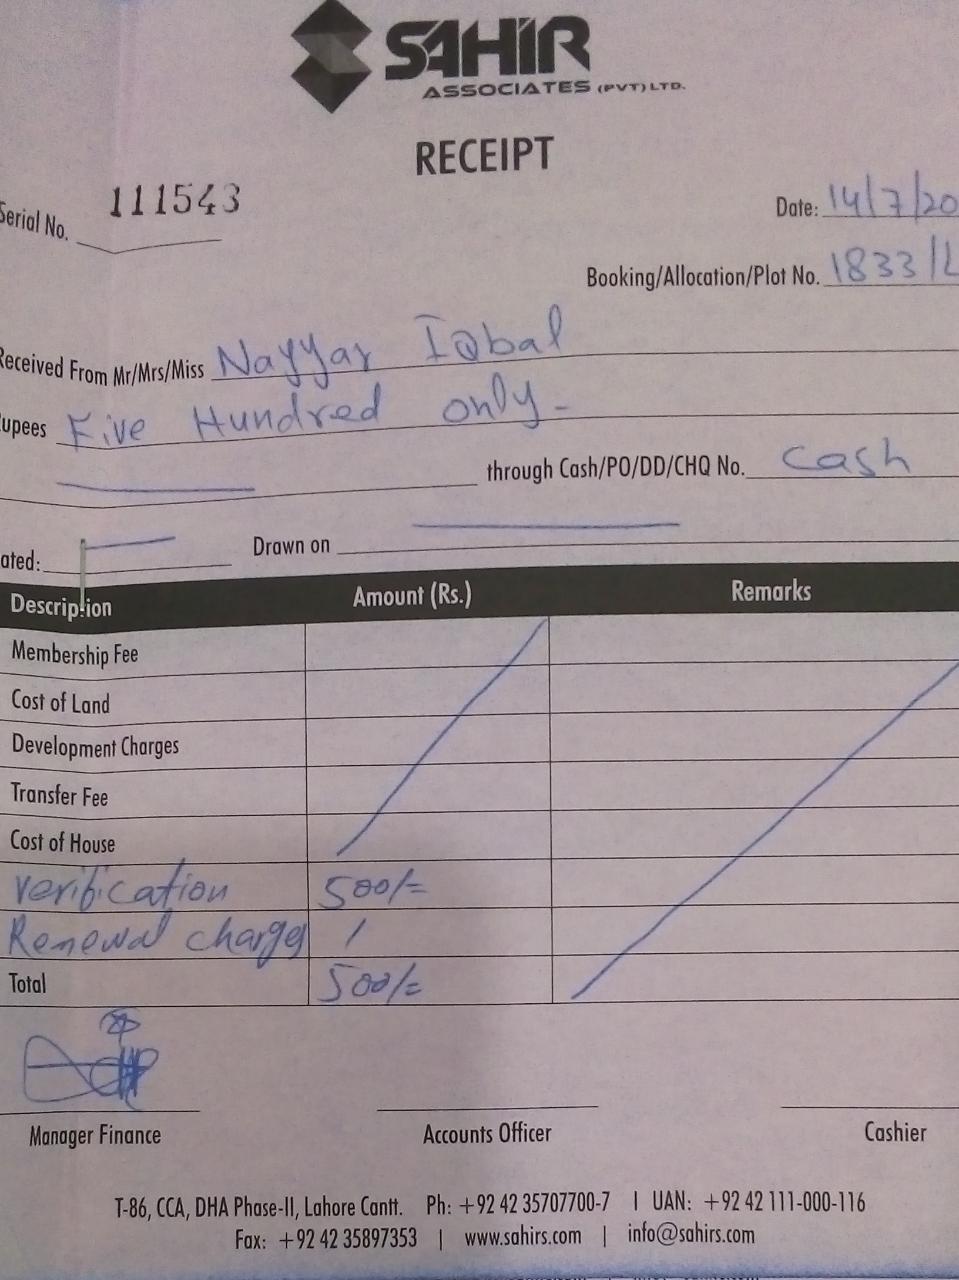 SAHIR
ASSOCIATES (PVT) LTD.
RECEIPT
Serial No. 111543
Date: 14/7/20
Booking/Allocation/Plot No. 1833/L
Received From Mr/Mrs/Miss Nayyar Iqbal
upees Five Hundred only -
through Cash/PO/DD/CHQ No. cash
ated: Drawn on
Description Amount (Rs.) Remarks
Membership Fee
Cost of Land
Development Charges
Transfer Fee
Cost of House
Verification 500/=
Renewal charges /
Total 500/=
Manager Finance Accounts Officer Cashier
T-86, CCA, DHA Phase-II, Lahore Cantt. Ph: +92 42 35707700-7 | UAN: +92 42 111-000-116
Fax: +92 42 35897353 | www.sahirs.com | info@sahirs.com